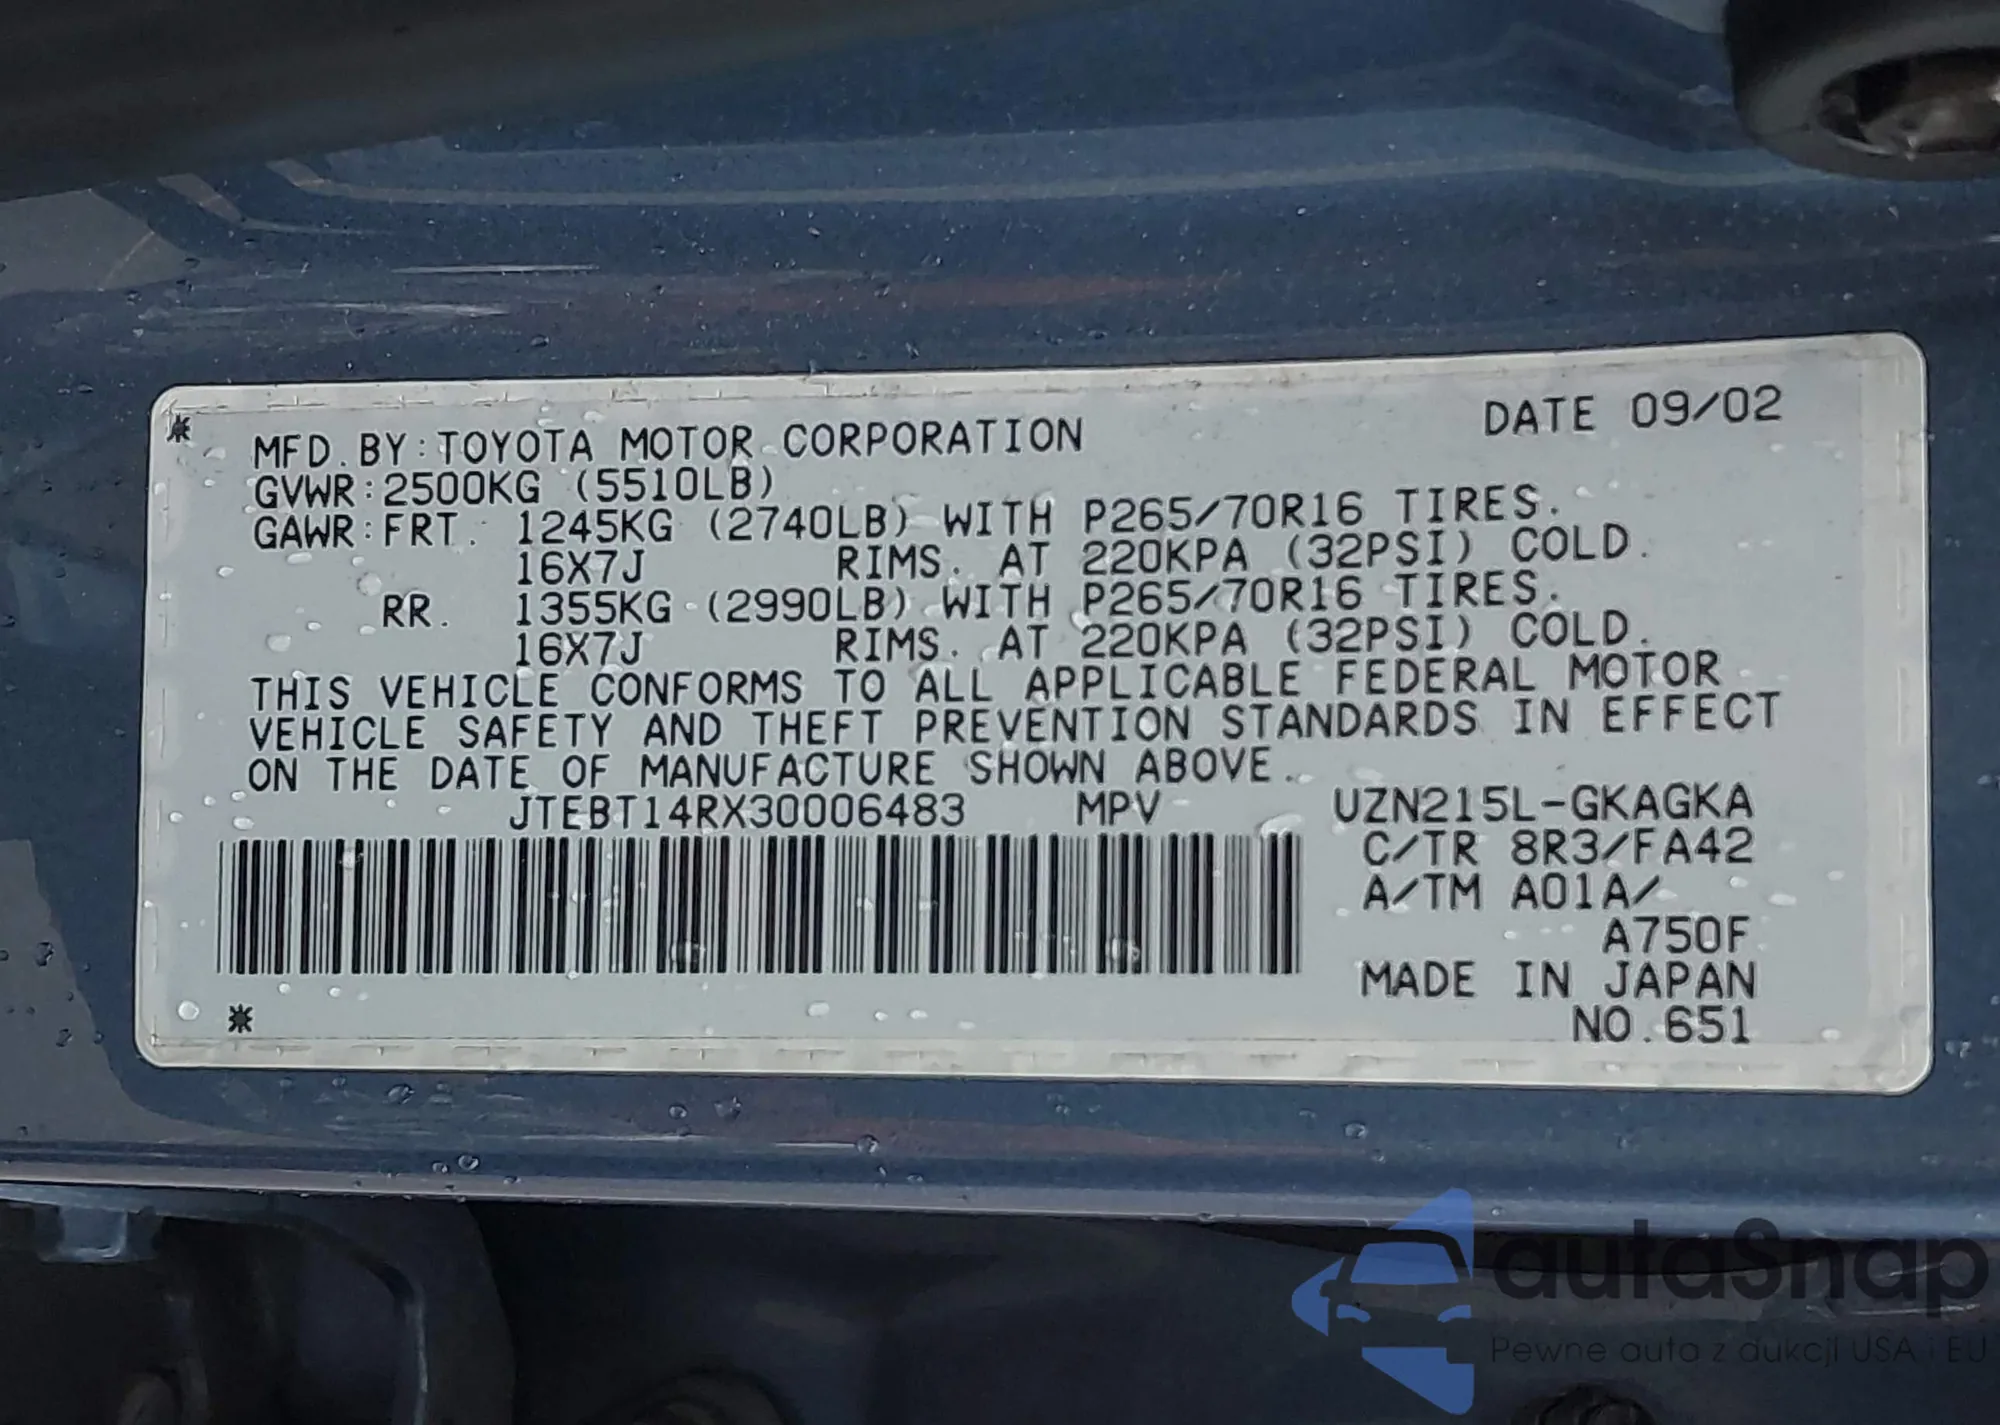 DATE 09/02
MFD.BY:TOYOTA MOTOR CORPORATION
GVWR:2500KG (5510LB)
GAWR:FRT. 1245KG (2740LB) WITH P265/70R16 TIRES.
16X7J RIMS. AT 220KPA (32PSI) COLD.
RR. 1355KG (2990LB) WITH P265/70R16 TIRES.
16X7J RIMS. AT 220KPA (32PSI) COLD.
THIS VEHICLE CONFORMS TO ALL APPLICABLE FEDERAL MOTOR
VEHICLE SAFETY AND THEFT PREVENTION STANDARDS IN EFFECT
ON THE DATE OF MANUFACTURE SHOWN ABOVE.
JTEBT14RX30006483 MPV UZN215L-GKAGKA
C/TR 8R3/FA42
A/TM A01A/
A750F
MADE IN JAPAN
NO.651
autaSnap
Pewne auta z dukcji USA i EU